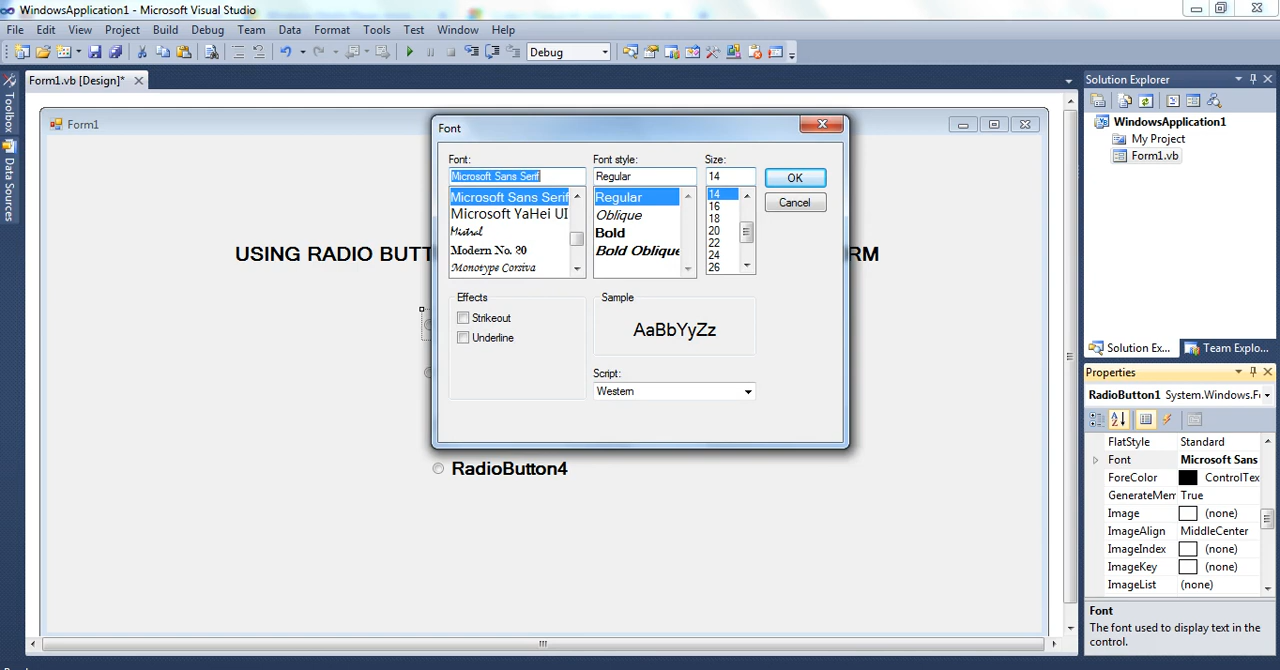 WindowsApplication1 - Microsoft Visual Studio
File Edit View Project Build Debug Team Data Format Tools Test Window Help
Debug
Form1.vb [Design]*
Toolbox
Data Sources
Form1
USING RADIO BUTT
RM
RadioButton4
Font
Font: Font style: Size:
Microsoft Sans Serif Regular 14 OK
Microsoft Sans Serif Regular 14
Microsoft YaHei UI Oblique 16 Cancel
Mistral Bold 18
Modern No. 20 Bold Oblique 20
Monotype Corsiva 22
24
26
Effects Sample
Strikeout
Underline
AaBbYyZz
Script:
Western
Solution Explorer
WindowsApplication1
My Project
Form1.vb
Solution Ex... Team Explo...
Properties
RadioButton1 System.Windows.F
FlatStyle Standard
Font Microsoft Sans
ForeColor ControlTex
GenerateMem True
Image (none)
ImageAlign MiddleCenter
ImageIndex (none)
ImageKey (none)
ImageList (none)
Font
The font used to display text in the
control.